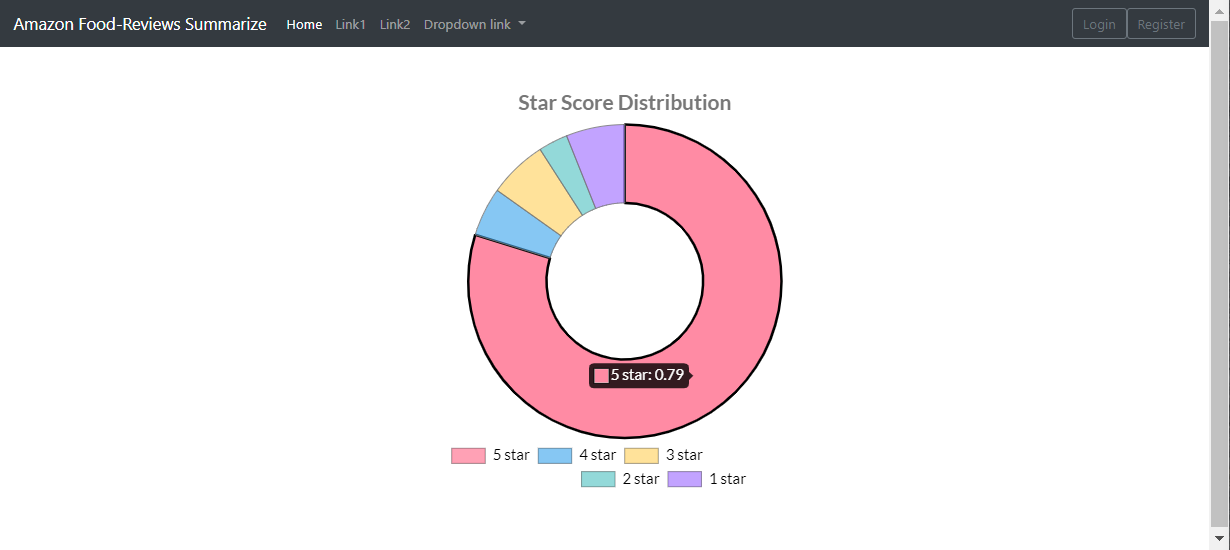 Amazon Food-Reviews Summarize Home Link1 Link2 Dropdown link Login Register
Star Score Distribution
5 star: 0.79
5 star 4 star 3 star
2 star 1 star